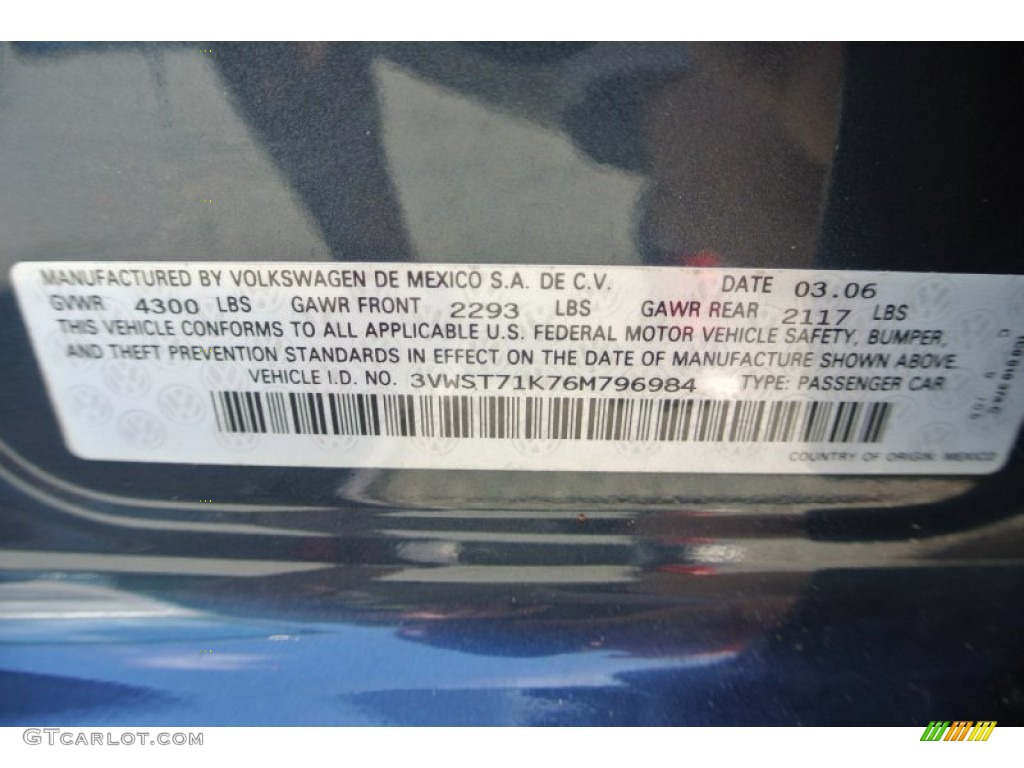 MANUFACTURED BY VOLKSWAGEN DE MEXICO S.A. DE C.V. DATE 03.06
GVWR 4300 LBS GAWR FRONT 2293 LBS GAWR REAR 2117 LBS
THIS VEHICLE CONFORMS TO ALL APPLICABLE U.S. FEDERAL MOTOR VEHICLE SAFETY, BUMPER,
AND THEFT PREVENTION STANDARDS IN EFFECT ON THE DATE OF MANUFACTURE SHOWN ABOVE.
VEHICLE I.D. NO. 3VWST71K76M796984 TYPE: PASSENGER CAR
COUNTRY OF ORIGIN: MEXICO
GTcarlot.com